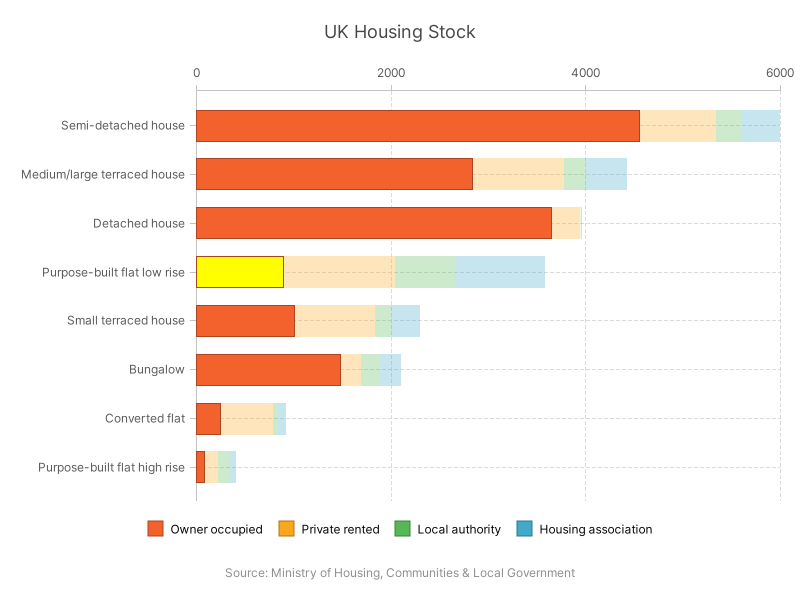 UK Housing Stock
0 2000 4000 6000
Semi-detached house
Medium/large terraced house
Detached house
Purpose-built flat low rise
Small terraced house
Bungalow
Converted flat
Purpose-built flat high rise
Owner occupied Private rented Local authority Housing association
Source: Ministry of Housing, Communities & Local Government